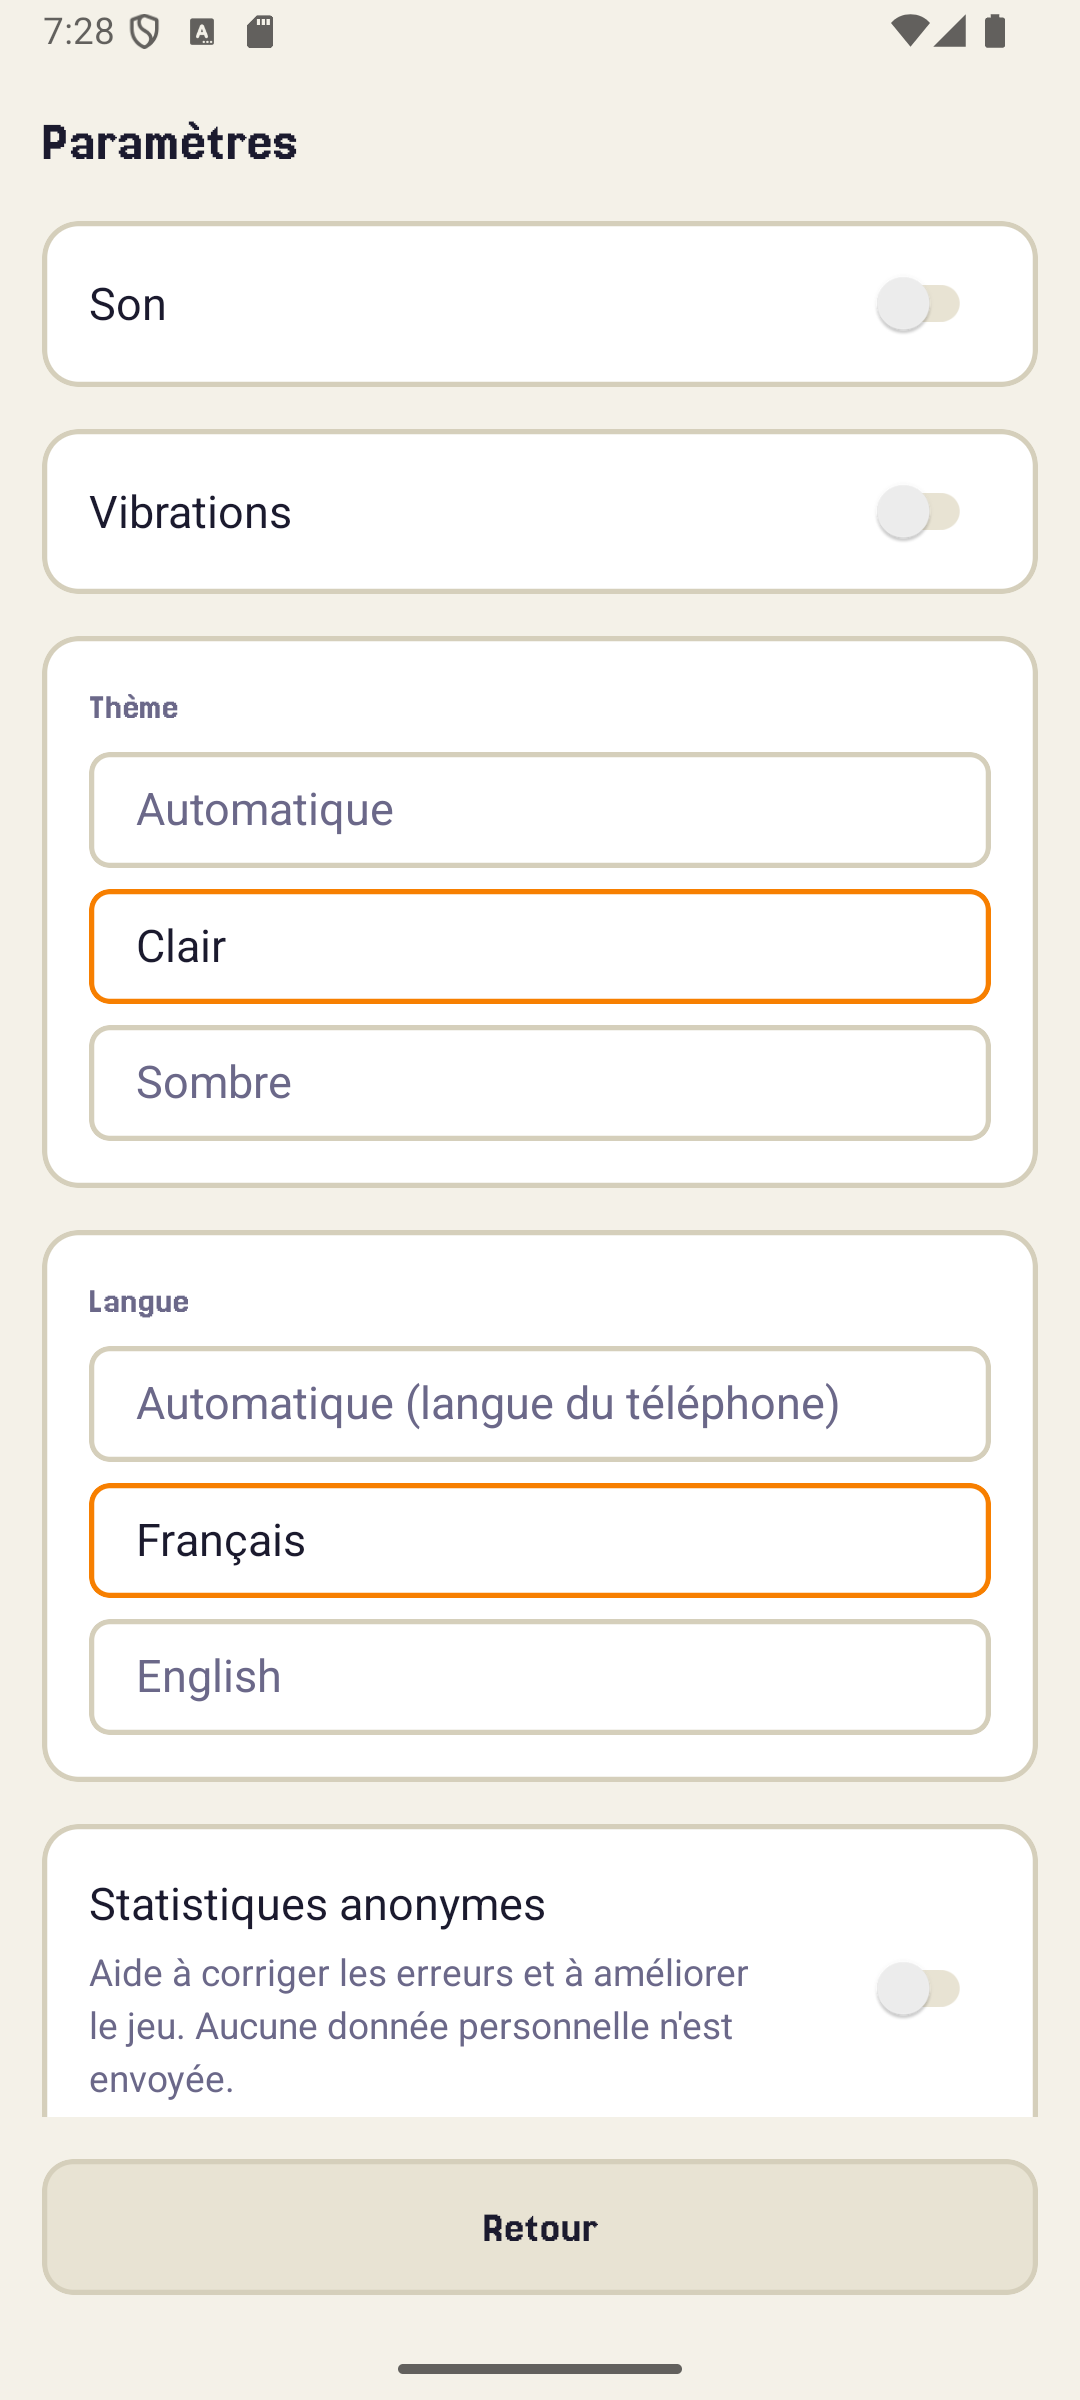 7:28
Paramètres
Son
Vibrations
Thème
Automatique
Clair
Sombre
Langue
Automatique (langue du téléphone)
Français
English
Statistiques anonymes
Aide à corriger les erreurs et à améliorer
le jeu. Aucune donnée personnelle n'est
envoyée.
Retour